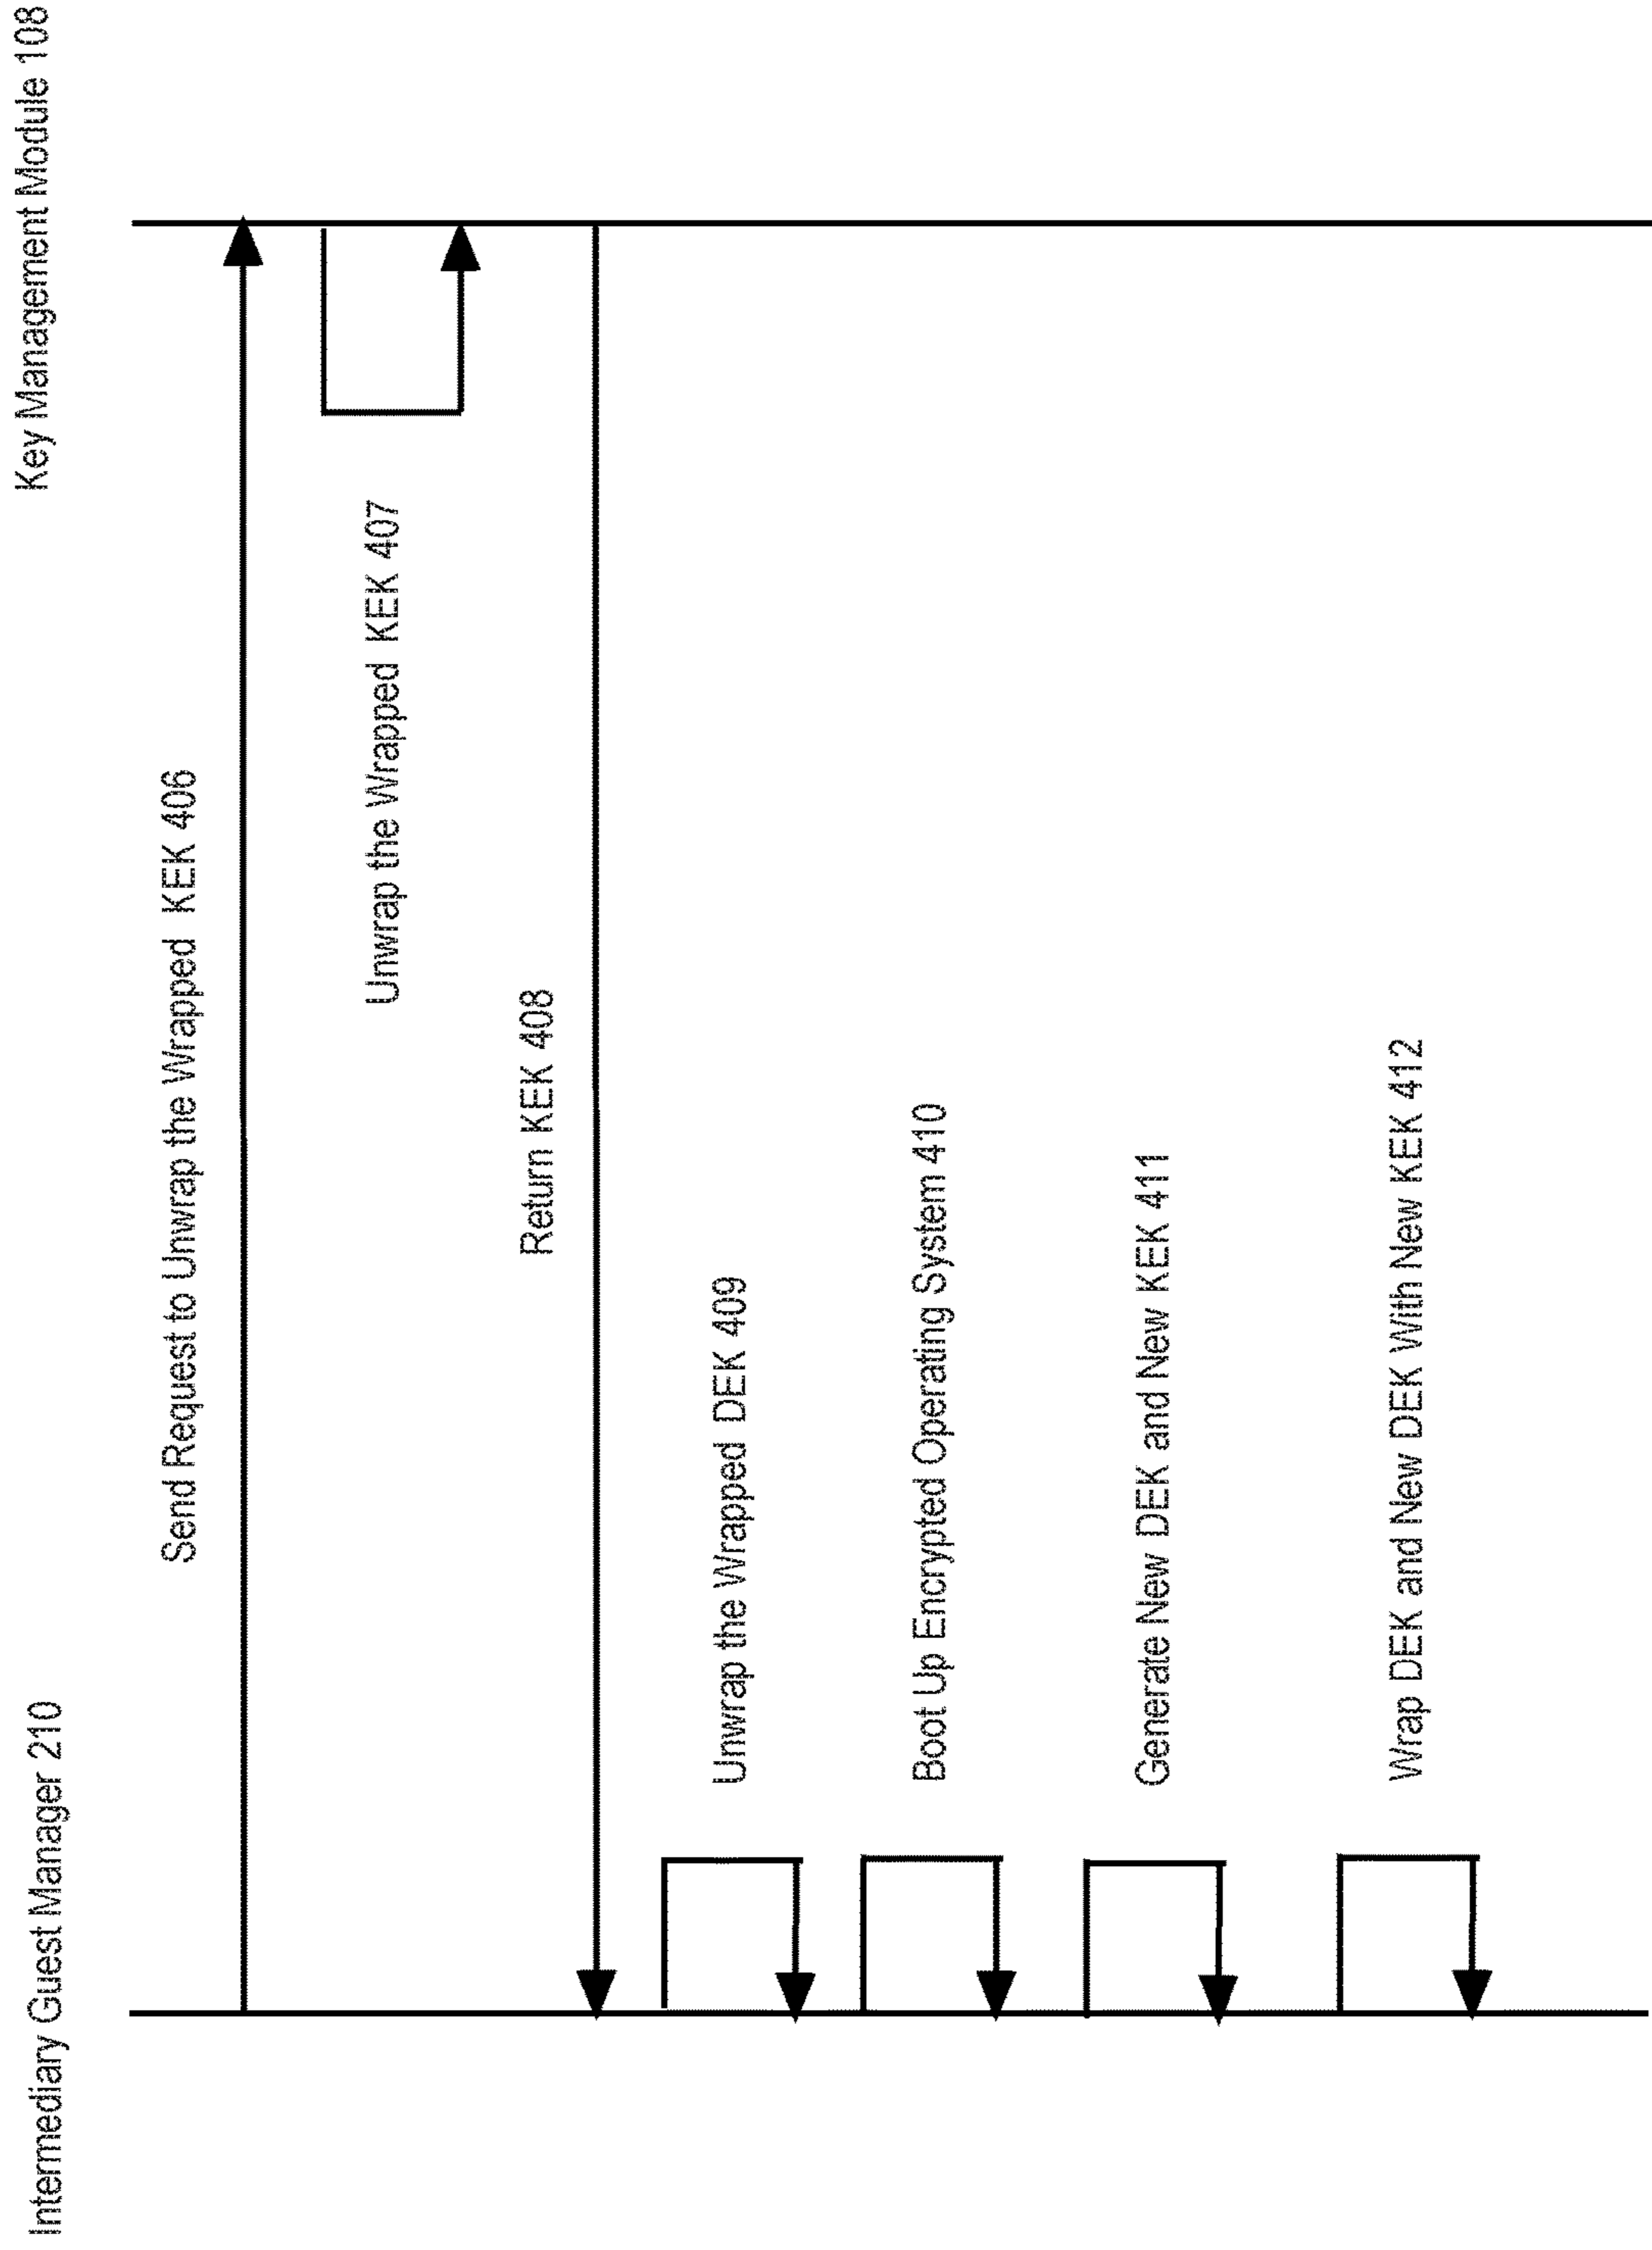 Intermediary Guest Manager 210
Key Management Module 108
Send Request to Unwrap the Wrapped KEK 406
Unwrap the Wrapped KEK 407
Return KEK 408
Unwrap the Wrapped DEK 409
Boot Up Encrypted Operating System 410
Generate New DEK and New KEK 411
Wrap DEK and New DEK With New KEK 412